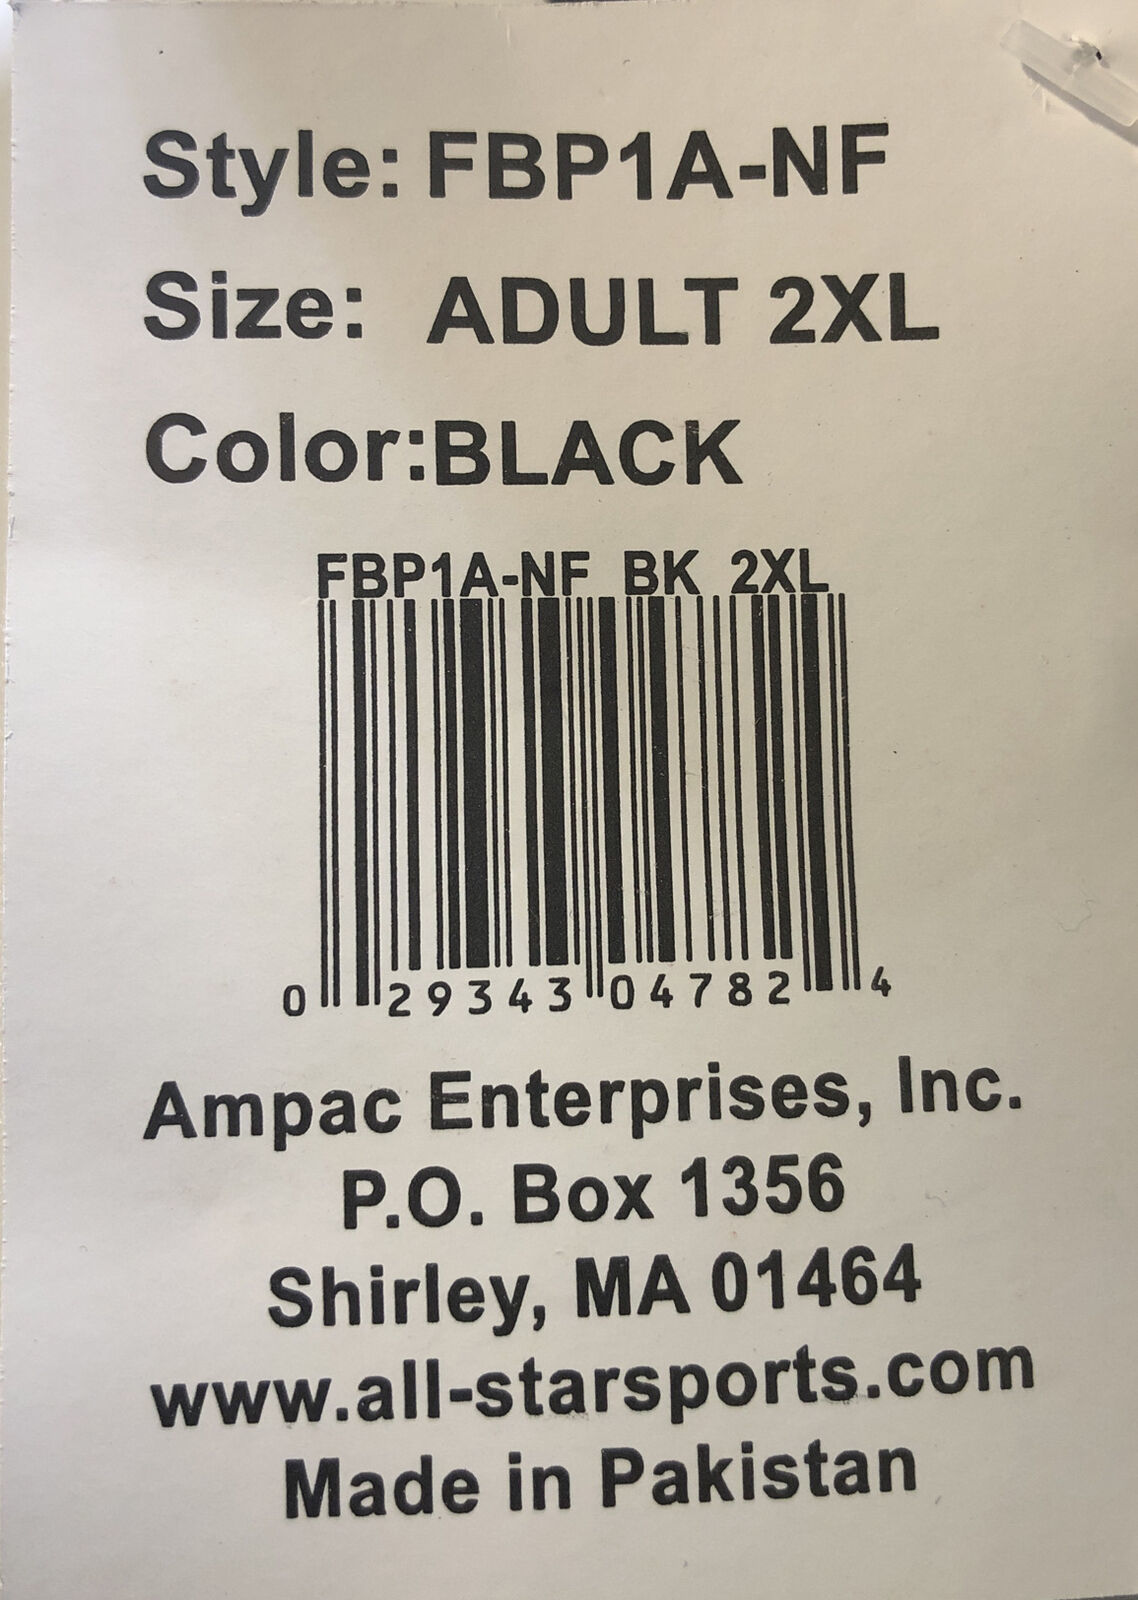 Style: FBP1A-NF
Size: ADULT 2XL
Color:BLACK
FBP1A-NF BK 2XL
0 29343 04782 4
Ampac Enterprises, Inc.
P.O. Box 1356
Shirley, MA 01464
www.all-starsports.com
Made in Pakistan